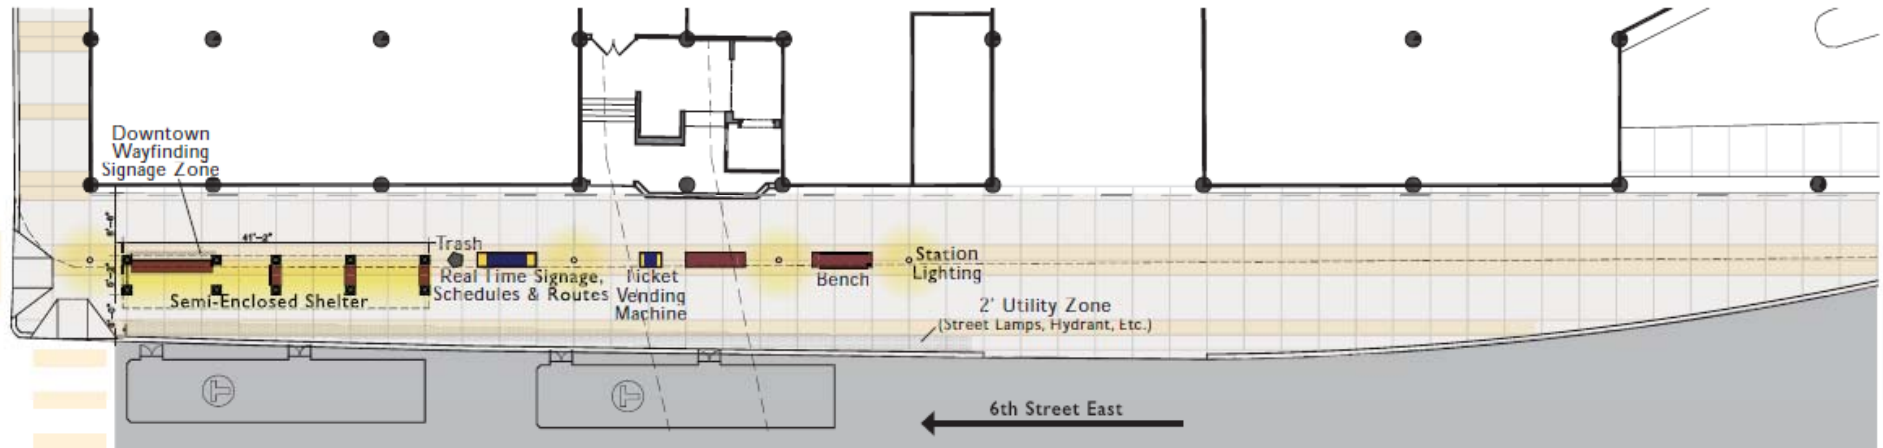 Downtown
Wayfinding
Signage Zone
41'-2"
Trash
Real Time Signage,
Schedules & Routes
Ticket
Vending
Machine
Bench
Station
Lighting
Semi-Enclosed Shelter
2' Utility Zone
(Street Lamps, Hydrant, Etc.)
6th Street East